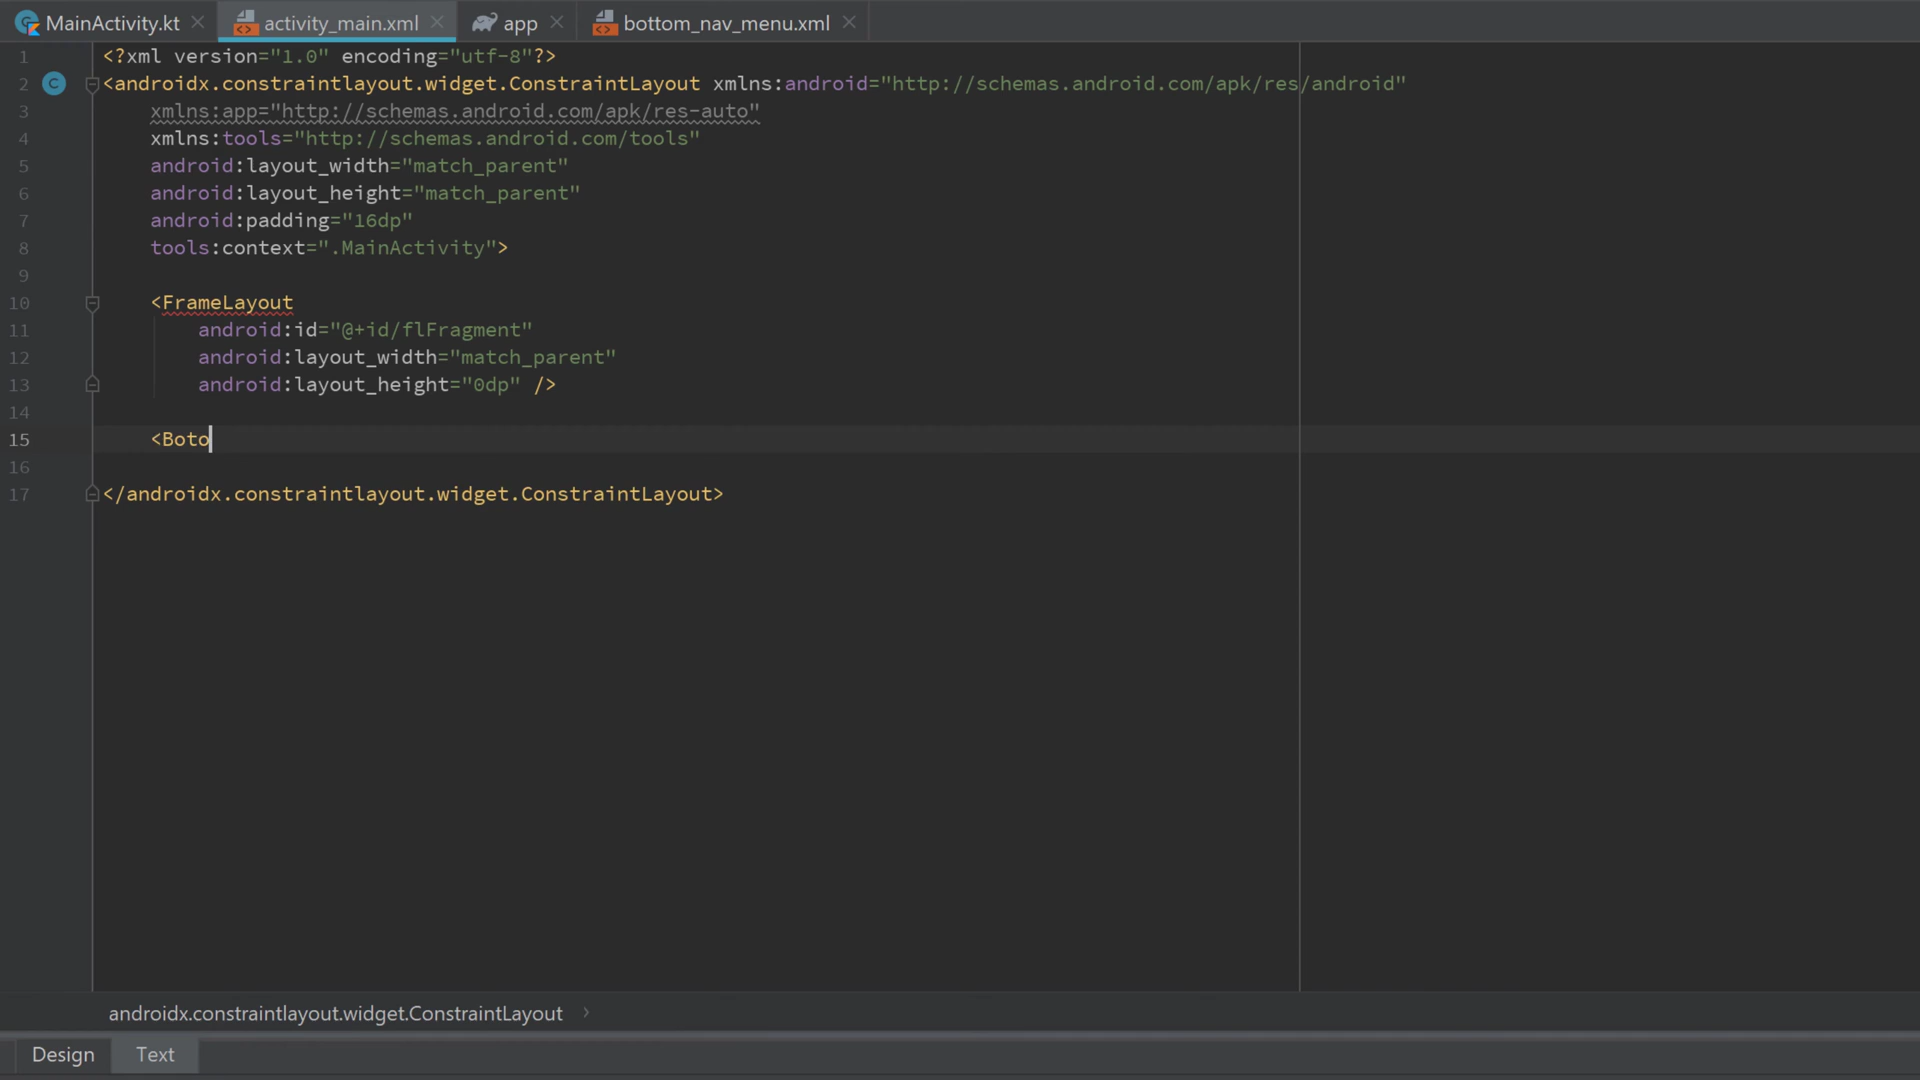 MainActivity.kt activity_main.xml app bottom_nav_menu.xml
1 <?xml version="1.0" encoding="utf-8"?>
2 C <androidx.constraintlayout.widget.ConstraintLayout xmlns:android="http://schemas.android.com/apk/res/android"
3 xmlns:app="http://schemas.android.com/apk/res-auto"
4 xmlns:tools="http://schemas.android.com/tools"
5 android:layout_width="match_parent"
6 android:layout_height="match_parent"
7 android:padding="16dp"
8 tools:context=".MainActivity">
9
10 <FrameLayout
11 android:id="@+id/flFragment"
12 android:layout_width="match_parent"
13 android:layout_height="0dp" />
14
15 <Boto
16
17 </androidx.constraintlayout.widget.ConstraintLayout>
androidx.constraintlayout.widget.ConstraintLayout ›
Design Text